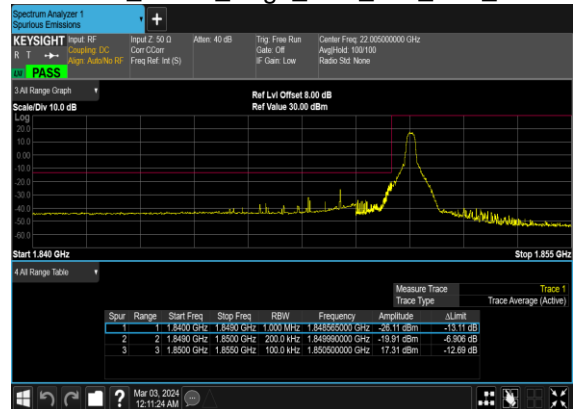 Spectrum Analyzer 1
Spurious Emissions
+
KEYSIGHT Input: RF Input Z: 50 Ω Atten: 40 dB Trig: Free Run Center Freq: 22.005000000 GHz
R T Coupling: DC Corr CCorr Gate: Off Avg|Hold: 100/100
Align: Auto/No RF Freq Ref: Int (S) IF Gain: Low Radio Std: None
PASS
3 All Range Graph
Ref Lvl Offset 8.00 dB
Scale/Div 10.0 dB Ref Value 30.00 dBm
Log
20.0
10.0
0.00
-10.0
-20.0
-30.0
-40.0
-50.0
-60.0
Start 1.840 GHz Stop 1.855 GHz
4 All Range Table
Measure Trace Trace 1
Trace Type Trace Average (Active)
Spur Range Start Freq Stop Freq RBW Frequency Amplitude ΔLimit
1 1 1.8400 GHz 1.8490 GHz 1.000 MHz 1.848565000 GHz -26.11 dBm -13.11 dB
2 2 1.8490 GHz 1.8500 GHz 200.0 kHz 1.849990000 GHz -19.91 dBm -6.906 dB
3 3 1.8500 GHz 1.8550 GHz 100.0 kHz 1.850500000 GHz 17.31 dBm -12.69 dB
? Mar 03, 2024
12:11:24 AM